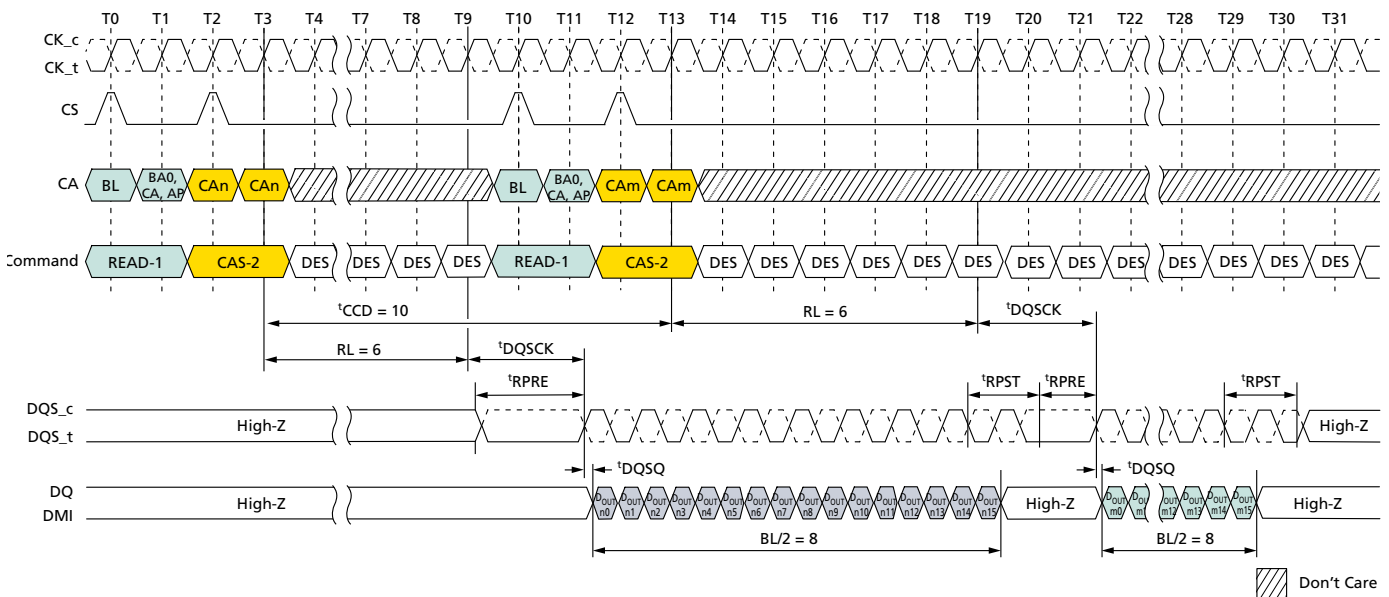 T0 T1 T2 T3 T4 T7 T8 T9 T10 T11 T12 T13 T14 T15 T16 T17 T18 T19 T20 T21 T22 T28 T29 T30 T31
CK_c
CK_t
CS
CA BL BA0, CA, AP CAn CAn BL BA0, CA, AP CAm CAm
Command READ-1 CAS-2 DES DES DES DES READ-1 CAS-2 DES DES DES DES DES DES DES DES DES DES DES DES DES
tCCD = 10 RL = 6 tDQSCK
RL = 6 tDQSCK
tRPRE tRPST tRPRE tRPST
DQS_c
DQS_t
High-Z High-Z
tDQSQ tDQSQ
DQ
DMI
High-Z DOUT n0 DOUT n1 DOUT n2 DOUT n3 DOUT n4 DOUT n5 DOUT n6 DOUT n7 DOUT n8 DOUT n9 DOUT n10 DOUT n11 DOUT n12 DOUT n13 DOUT n14 DOUT n15 High-Z DOUT m0 DOUT DOUT m12 DOUT m13 DOUT m14 DOUT m15 High-Z
BL/2 = 8 BL/2 = 8
Don't Care